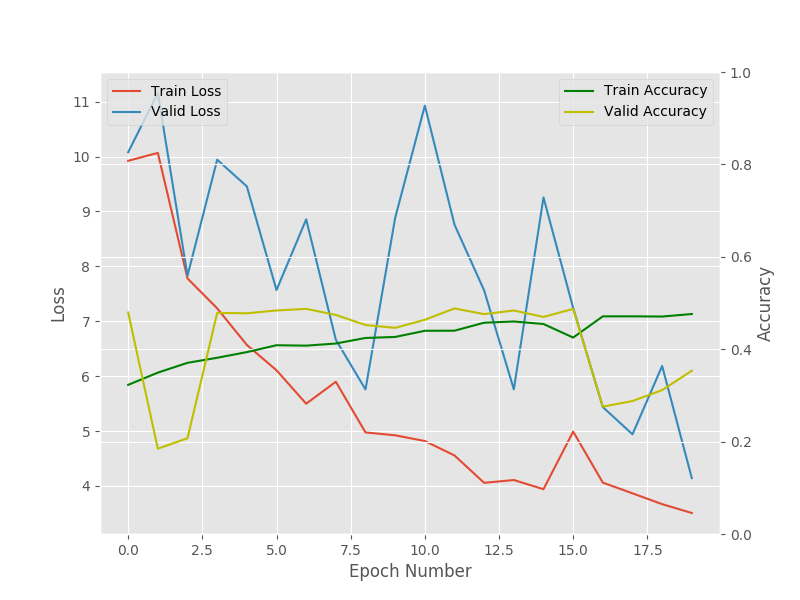 Train Loss
Valid Loss
Train Accuracy
Valid Accuracy
11
10
9
8
7
6
5
4
Loss
1.0
0.8
0.6
0.4
0.2
0.0
Accuracy
0.0 2.5 5.0 7.5 10.0 12.5 15.0 17.5
Epoch Number